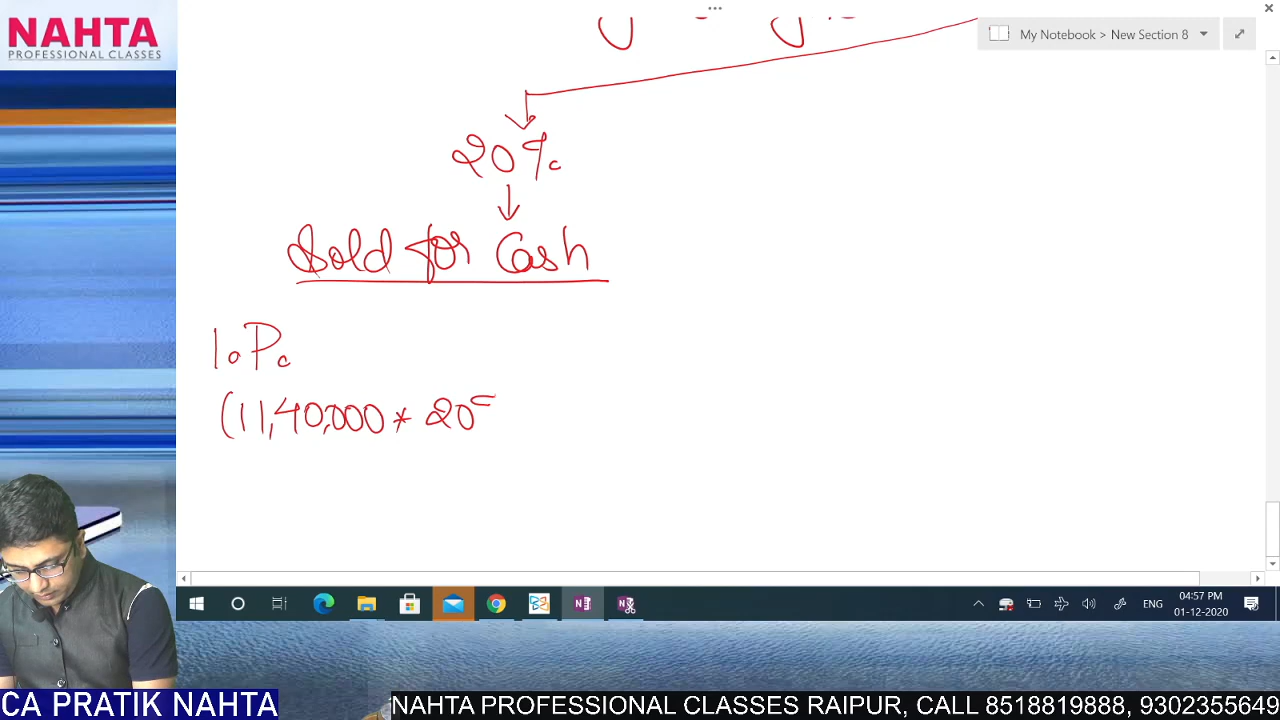 NAHTA
PROFESSIONAL CLASSES
My Notebook > New Section 8
20%
Sold for Cash
I.P.
(11,40,000 * 20
ENG
04:57 PM
01-12-2020
CA PRATIK NAHTA
NAHTA PROFESSIONAL CLASSES RAIPUR, CALL 8518819888, 9302355649